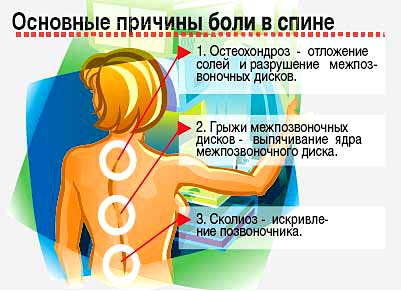 Основные причины боли в спине
1. Остеохондроз - отложение
солей и разрушение межпоз-
воночных дисков.
2. Грыжи межпозвоночных
дисков - выпячивание ядра
межпозвоночного диска.
3. Сколиоз - искривле-
ние позвоночника.